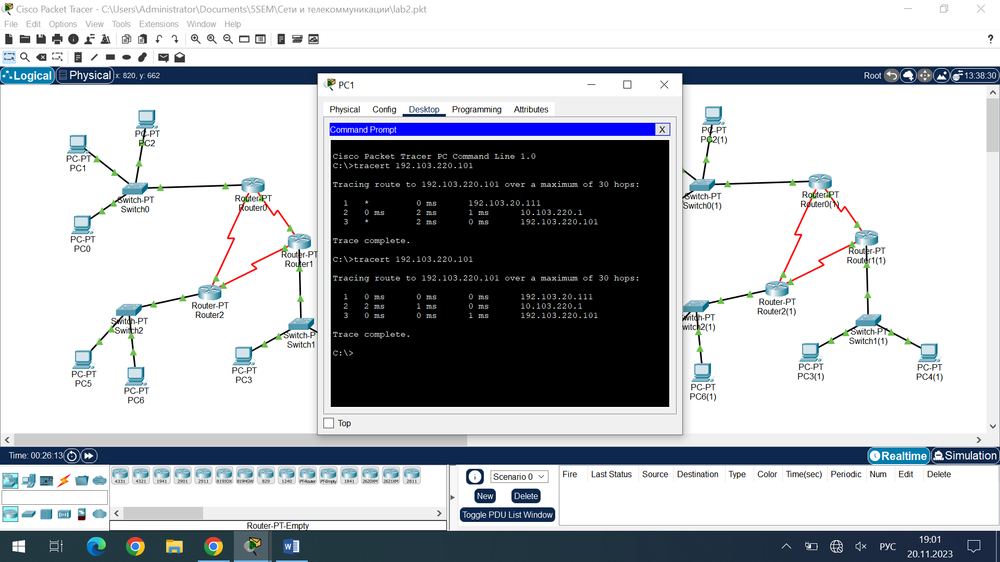 Cisco Packet Tracer - C:\Users\Administrator\Documents\5SEM\Сети и телекоммуникации\lab2.pkt
File Edit Options View Tools Extensions Window Help
?
Logical Physical x: 820, y: 662
Root 13:38:30
PC1
Physical Config Desktop Programming Attributes
Command Prompt X
Cisco Packet Tracer PC Command Line 1.0
C:\>tracert 192.103.220.101
Tracing route to 192.103.220.101 over a maximum of 30 hops:
1 * 0 ms 192.103.20.111
2 0 ms 2 ms 1 ms 10.103.220.1
3 * 2 ms 0 ms 192.103.220.101
Trace complete.
C:\>tracert 192.103.220.101
Tracing route to 192.103.220.101 over a maximum of 30 hops:
1 0 ms 0 ms 0 ms 192.103.20.111
2 2 ms 1 ms 0 ms 10.103.220.1
3 0 ms 0 ms 1 ms 192.103.220.101
Trace complete.
C:\>
Top
PC-PT
PC2
PC-PT
PC1
Switch-PT
Switch0
Router-PT
Router0
PC-PT
PC0
Router-PT
Router1
Router-PT
Router2
Switch-PT
Switch2
Switch-P
Switch1
PC-PT
PC5
PC-PT
PC6
PC-PT
PC3
PC-PT
PC2(1)
Switch-PT
Switch0(1)
Router-PT
Router0(1)
Router-PT
Router1(1)
Router-PT
Router2(1)
witch-PT
witch2(1)
Switch-PT
Switch1(1)
PC-PT
PC3(1)
PC-PT
PC4(1)
PC-PT
PC6(1)
Time: 00:26:13
Realtime Simulation
4331 4321 1941 2901 2911 819IOX 819HGW 829 1240 PT-Router PT-Empty 1841 2620XM 2621XM 2811
Router-PT-Empty
Scenario 0
New Delete
Toggle PDU List Window
Fire Last Status Source Destination Type Color Time(sec) Periodic Num Edit Delete
РУС
19:01
20.11.2023